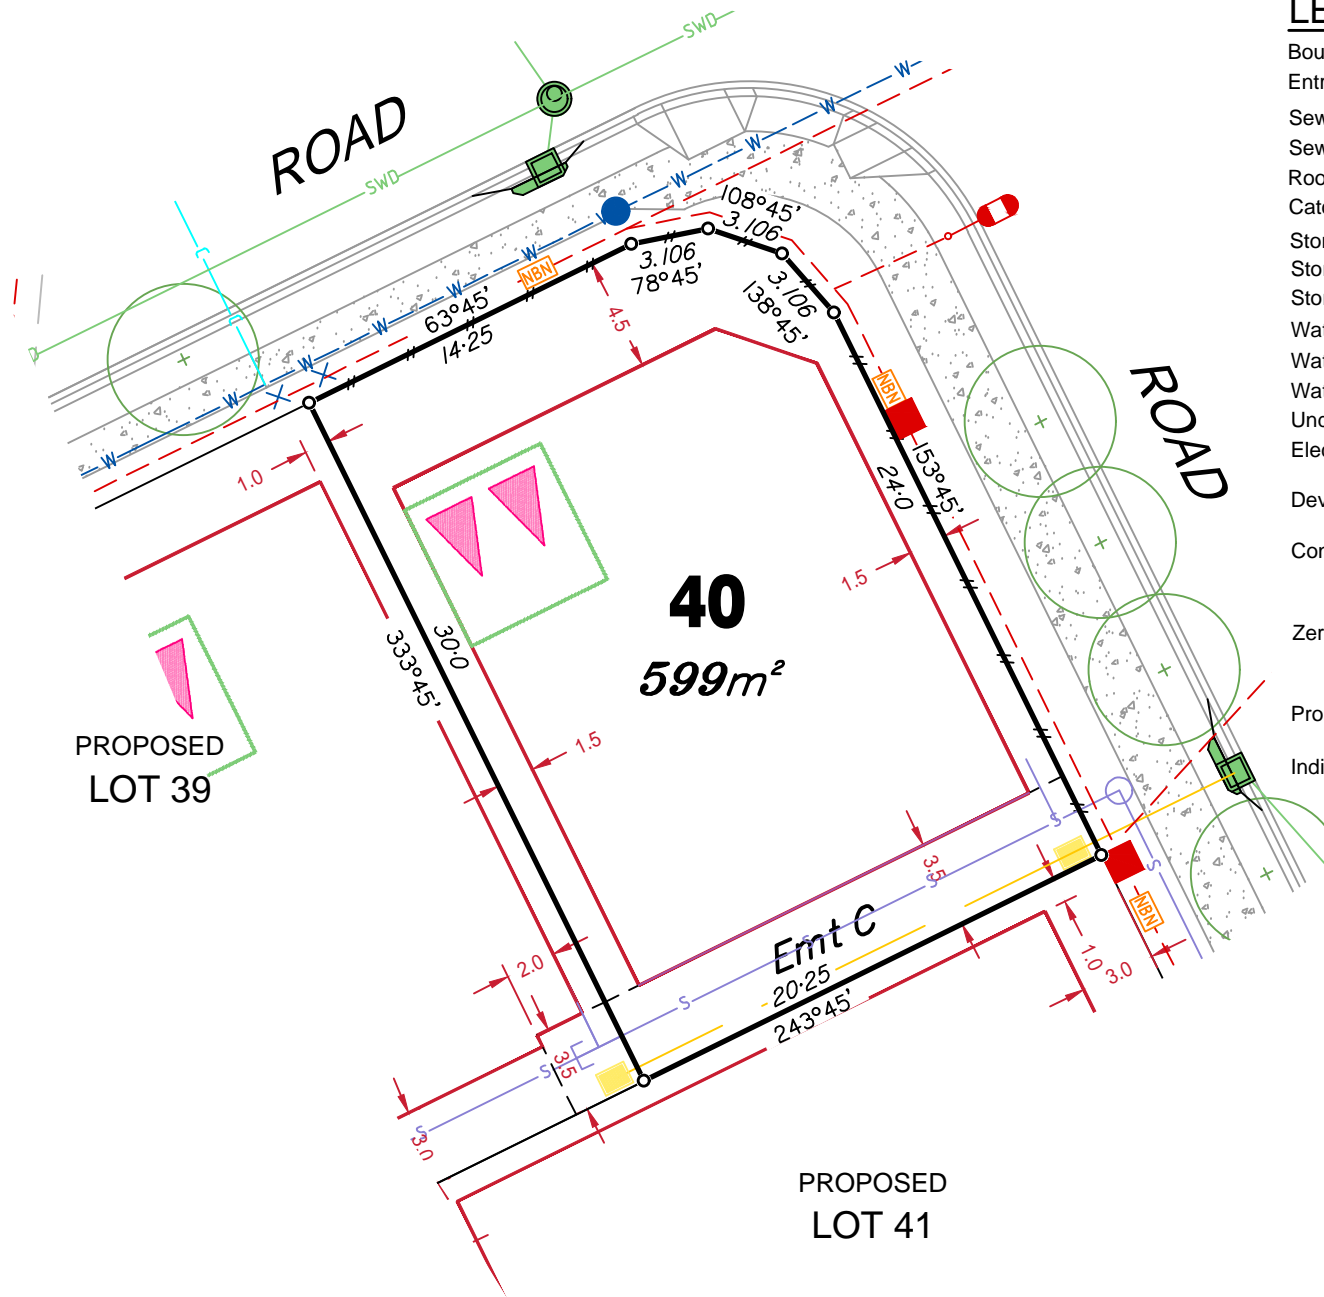 SWD
LE
Bou
Entr
Sew
Sew
Roo
Cate
Stor
Stor
Stor
Wat
Wat
Wat
Und
Elec
Dev
Con
Zer
Pro
Indi
ROAD
SWD
W
W
W
W
W
W
W
W
W
W
108°45'
3.106
3.106
78°45'
3.106
138°45'
NBN
63°45'
14·25
4.5
C
C
1.0
NBN
153°45'
24·0
ROAD
1.5
40
599m²
30·0
333°45'
1.5
PROPOSED
LOT 39
S
3.5
S
S
Emt C
S
20·25
243°45'
NBN
1.0
3.0
2.0
S
3.5
S
S
3.0
PROPOSED
LOT 41